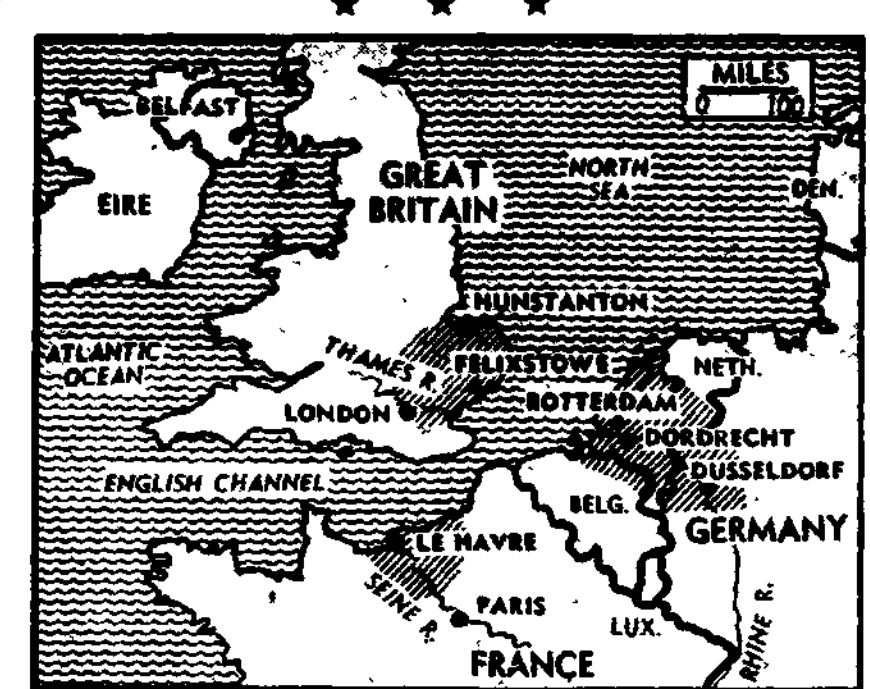 MILES
0 100
BELFAST
NORTH
SEA
GREAT
BRITAIN
DEN.
EIRE
HUNSTANTON
ATLANTIC
OCEAN
THAMES R.
FELIXSTOWE
NETH.
ROTTERDAM
LONDON
DORDRECHT
DUSSELDORF
ENGLISH CHANNEL
BELG.
GERMANY
LE HAVRE
SEINE R.
PARIS
LUX.
RHINE R.
FRANCE